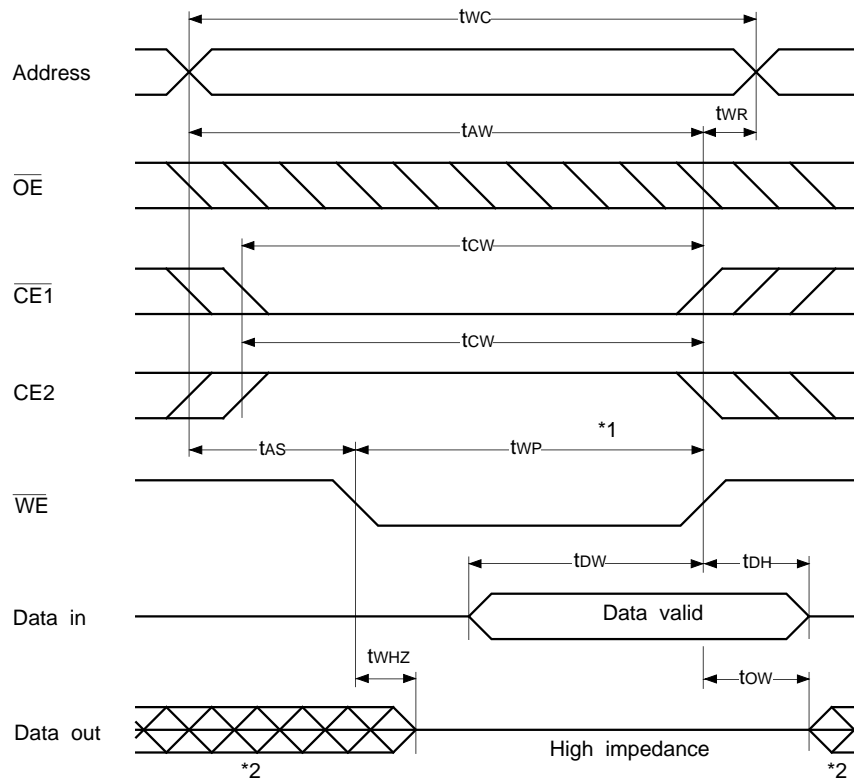 tWC
Address
tAW
tWR
OE
tCW
CE1
tCW
CE2
tAS
tWP
*1
WE
tDW
tDH
Data in
Data valid
tWHZ
tOW
Data out
High impedance
*2
*2